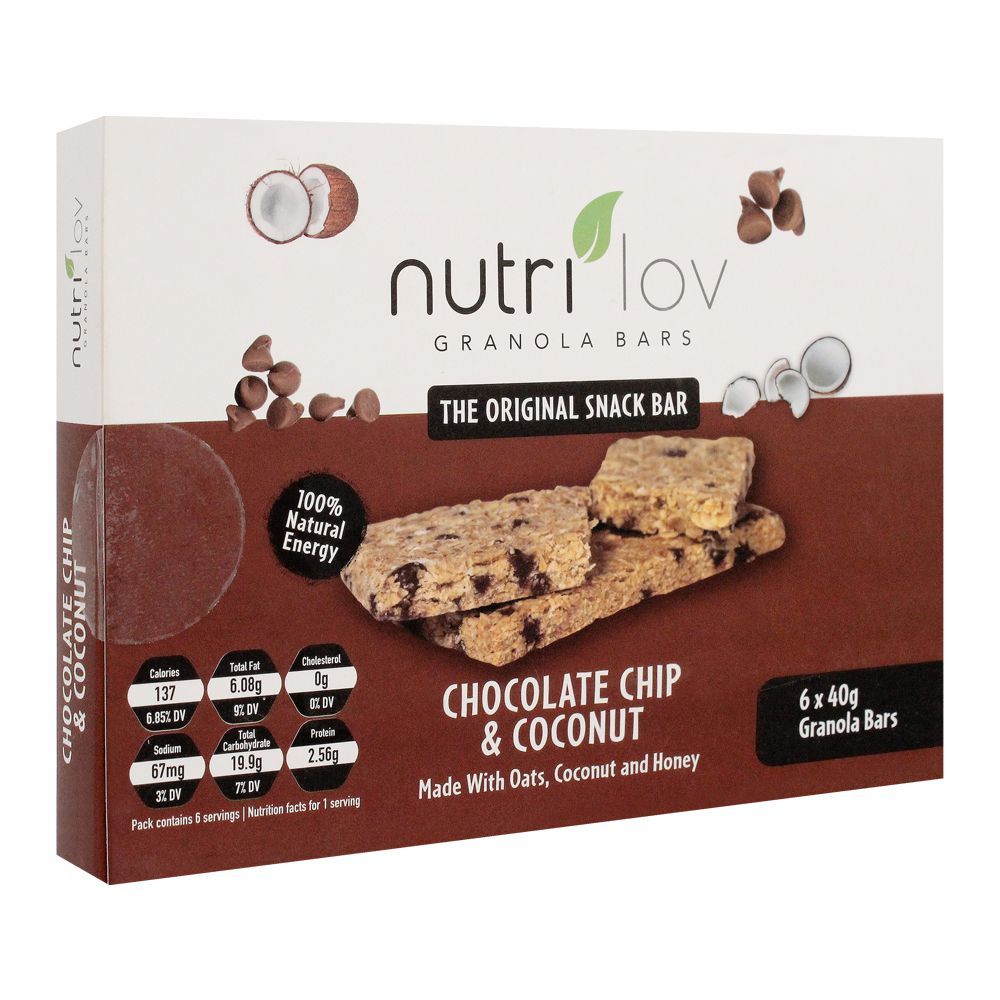 nutri lov
GRANOLA BARS
THE ORIGINAL SNACK BAR
100%
Natural
Energy
CHOCOLATE CHIP
& COCONUT
Made With Oats, Coconut and Honey
6 x 40g
Granola Bars
Calories
137
6.85% DV
Total Fat
6.08g
9% DV
Cholesterol
0g
0% DV
Sodium
67mg
3% DV
Total
Carbohydrate
19.9g
7% DV
Protein
2.56g
Pack contains 6 servings | Nutrition facts for 1 serving
nutri lov
GRANOLA BARS
CHOCOLATE CHIP
& COCONUT